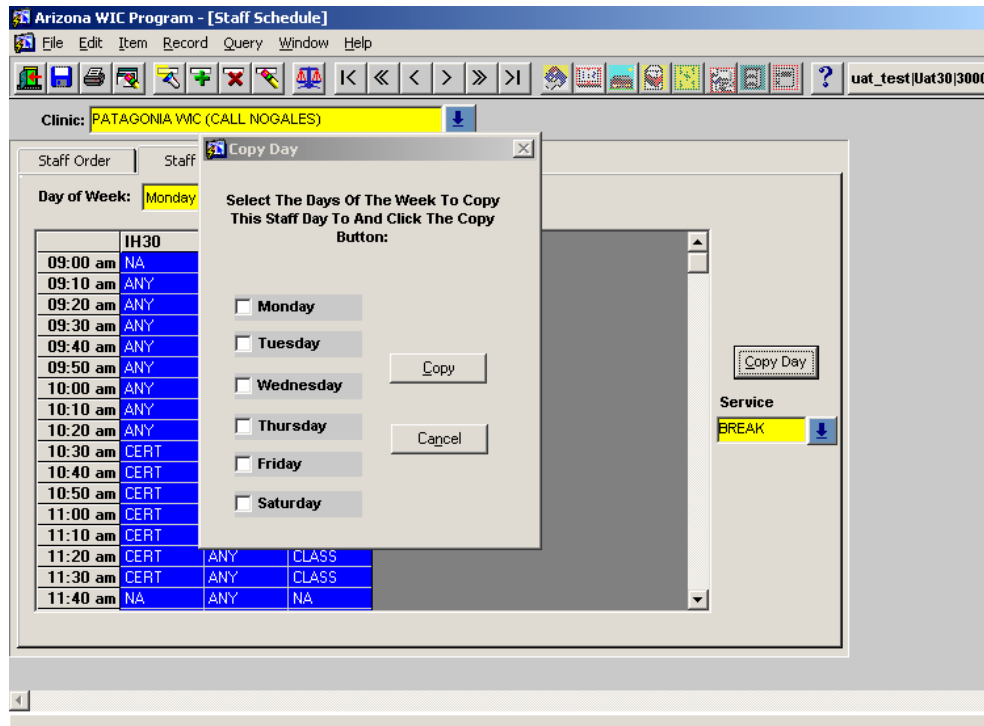 Arizona WIC Program - [Staff Schedule]
File Edit Item Record Query Window Help
? uat_test|Uat30|3000
Clinic: PATAGONIA WIC (CALL NOGALES)
Staff Order Staff
Day of Week: Monday
Copy Day
Select The Days Of The Week To Copy
This Staff Day To And Click The Copy
Button:
Monday
Tuesday
Wednesday
Thursday
Friday
Saturday
Copy
Cancel
IH30
09:00 am NA
09:10 am ANY
09:20 am ANY
09:30 am ANY
09:40 am ANY
09:50 am ANY
10:00 am ANY
10:10 am ANY
10:20 am ANY
10:30 am CERT
10:40 am CERT
10:50 am CERT
11:00 am CERT
11:10 am CERT
11:20 am CERT ANY CLASS
11:30 am CERT ANY CLASS
11:40 am NA ANY NA
Copy Day
Service
BREAK